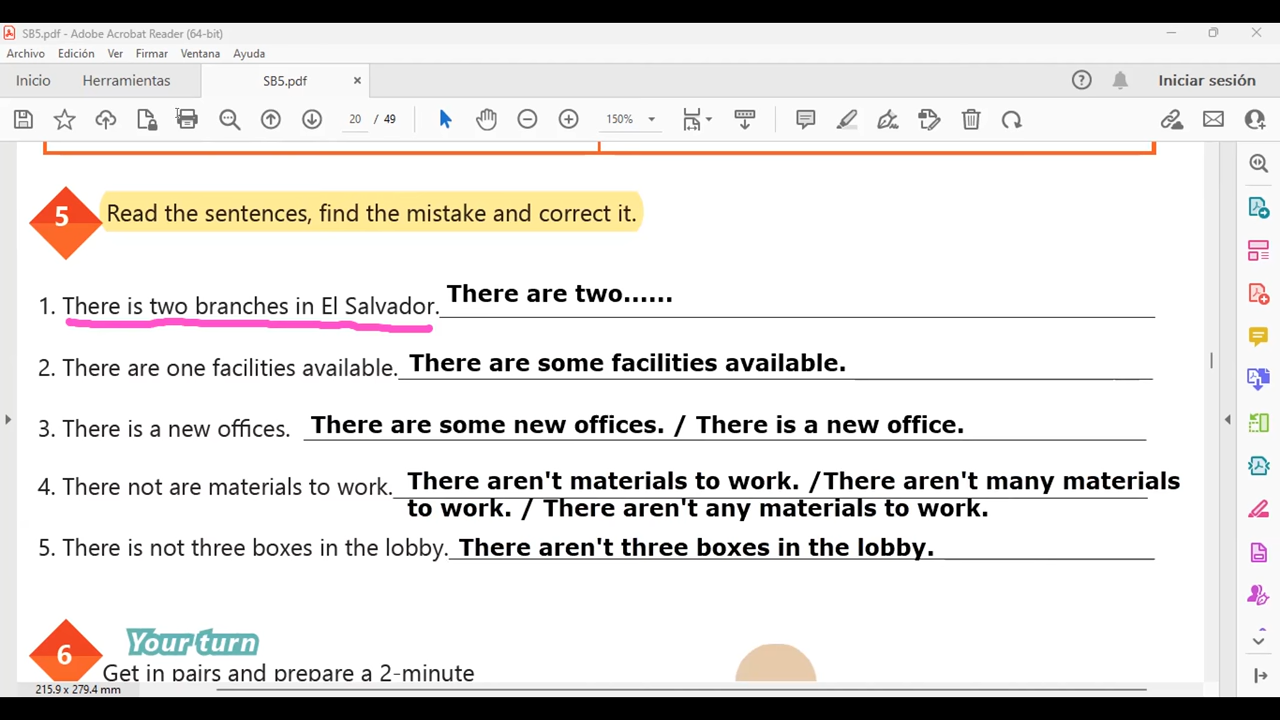 SB5.pdf - Adobe Acrobat Reader (64-bit)
Archivo Edición Ver Firmar Ventana Ayuda
Inicio Herramientas SB5.pdf × Iniciar sesión
20 / 49 150%
5 Read the sentences, find the mistake and correct it.
1. There is two branches in El Salvador. There are two......
2. There are one facilities available. There are some facilities available.
3. There is a new offices. There are some new offices. / There is a new office.
4. There not are materials to work. There aren't materials to work. /There aren't many materials
to work. / There aren't any materials to work.
5. There is not three boxes in the lobby. There aren't three boxes in the lobby.
6 Your turn
Get in pairs and prepare a 2-minute
215.9 x 279.4 mm